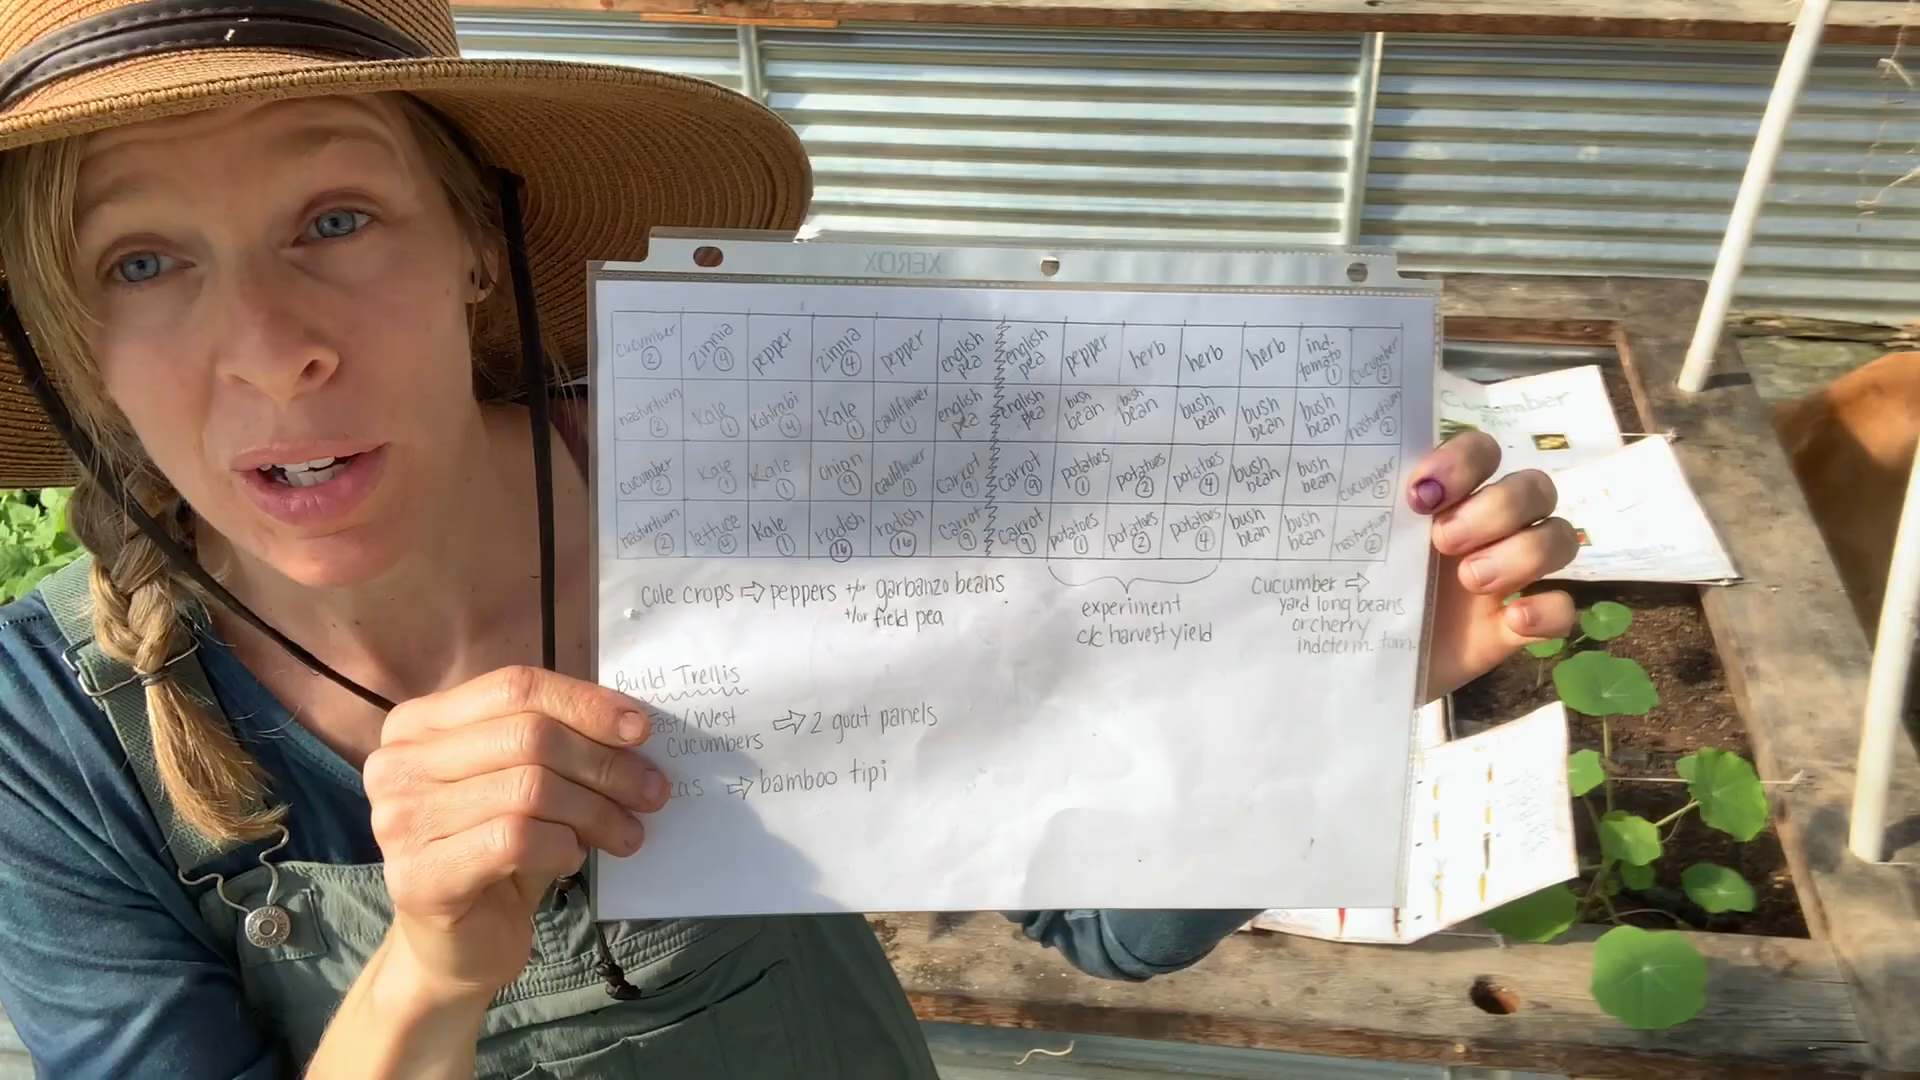 XEROX
cucumber 2 zinnia 4 pepper zinnia 4 pepper english pea english pea pepper herb herb herb ind. tomato 1 cucumber 2
nasturtium 2 Kale 1 Kohlrabi 4 Kale 1 cauliflower 1 english pea english pea bush bean bush bean bush bean bush bean bush bean nasturtium 2
cucumber 2 Kale 1 Kale 1 onion 9 cauliflower 1 carrot 9 carrot 9 potatoes 1 potatoes 2 potatoes 4 bush bean bush bean cucumber 2
nasturtium 2 lettuce 4 Kale 1 radish 16 radish 16 carrot 9 carrot 9 potatoes 1 potatoes 2 potatoes 4 bush bean bush bean nasturtium 2
cole crops ⇨ peppers +/or garbanzo beans
+/or field pea
experiment
c/c harvest yield
cucumber ⇨
yard long beans
or cherry
indeterm. tom.
Build Trellis
East/West
cucumbers ⇨ 2 goat panels
⇨ bamboo tipi
Cucumber